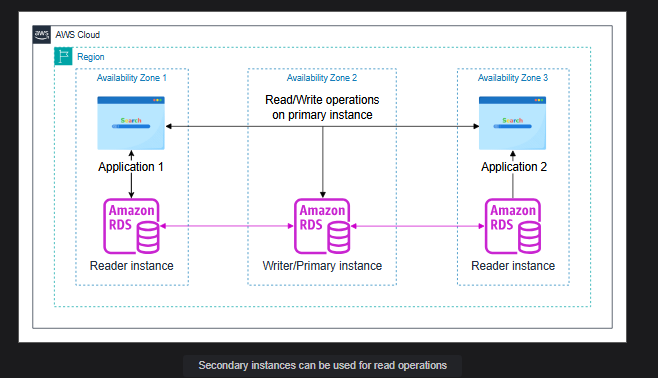 aws
AWS Cloud
Region
Availability Zone 1
Availability Zone 2
Availability Zone 3
Search
Read/Write operations
on primary instance
Search
Application 1
Application 2
Amazon
RDS
Amazon
RDS
Amazon
RDS
Reader instance
Writer/Primary instance
Reader instance
Secondary instances can be used for read operations